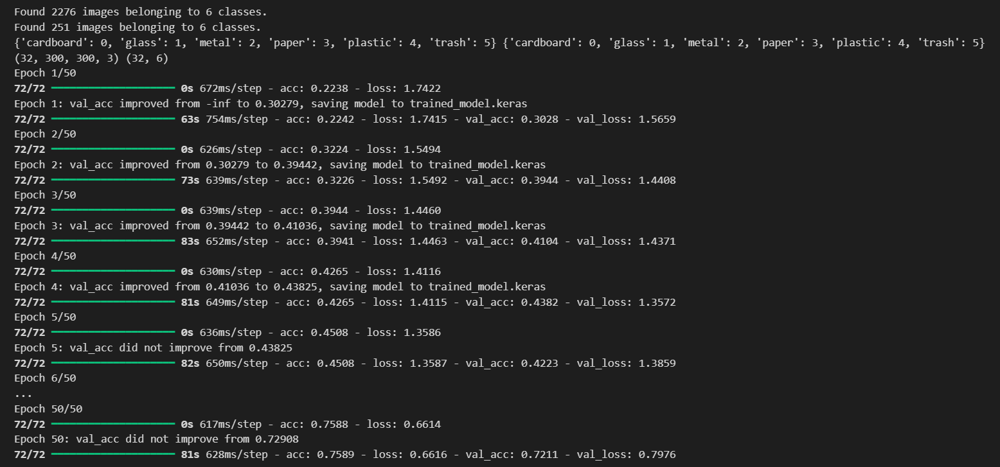 Found 2276 images belonging to 6 classes.
Found 251 images belonging to 6 classes.
{'cardboard': 0, 'glass': 1, 'metal': 2, 'paper': 3, 'plastic': 4, 'trash': 5} {'cardboard': 0, 'glass': 1, 'metal': 2, 'paper': 3, 'plastic': 4, 'trash': 5}
(32, 300, 300, 3) (32, 6)
Epoch 1/50
72/72 ━━━━━━━━━━━━━━━━━━━━ 0s 672ms/step - acc: 0.2238 - loss: 1.7422
Epoch 1: val_acc improved from -inf to 0.30279, saving model to trained_model.keras
72/72 ━━━━━━━━━━━━━━━━━━━━ 63s 754ms/step - acc: 0.2242 - loss: 1.7415 - val_acc: 0.3028 - val_loss: 1.5659
Epoch 2/50
72/72 ━━━━━━━━━━━━━━━━━━━━ 0s 626ms/step - acc: 0.3224 - loss: 1.5494
Epoch 2: val_acc improved from 0.30279 to 0.39442, saving model to trained_model.keras
72/72 ━━━━━━━━━━━━━━━━━━━━ 73s 639ms/step - acc: 0.3226 - loss: 1.5492 - val_acc: 0.3944 - val_loss: 1.4408
Epoch 3/50
72/72 ━━━━━━━━━━━━━━━━━━━━ 0s 639ms/step - acc: 0.3944 - loss: 1.4460
Epoch 3: val_acc improved from 0.39442 to 0.41036, saving model to trained_model.keras
72/72 ━━━━━━━━━━━━━━━━━━━━ 83s 652ms/step - acc: 0.3941 - loss: 1.4463 - val_acc: 0.4104 - val_loss: 1.4371
Epoch 4/50
72/72 ━━━━━━━━━━━━━━━━━━━━ 0s 630ms/step - acc: 0.4265 - loss: 1.4116
Epoch 4: val_acc improved from 0.41036 to 0.43825, saving model to trained_model.keras
72/72 ━━━━━━━━━━━━━━━━━━━━ 81s 649ms/step - acc: 0.4265 - loss: 1.4115 - val_acc: 0.4382 - val_loss: 1.3572
Epoch 5/50
72/72 ━━━━━━━━━━━━━━━━━━━━ 0s 636ms/step - acc: 0.4508 - loss: 1.3586
Epoch 5: val_acc did not improve from 0.43825
72/72 ━━━━━━━━━━━━━━━━━━━━ 82s 650ms/step - acc: 0.4508 - loss: 1.3587 - val_acc: 0.4223 - val_loss: 1.3859
Epoch 6/50
...
Epoch 50/50
72/72 ━━━━━━━━━━━━━━━━━━━━ 0s 617ms/step - acc: 0.7588 - loss: 0.6614
Epoch 50: val_acc did not improve from 0.72908
72/72 ━━━━━━━━━━━━━━━━━━━━ 81s 628ms/step - acc: 0.7589 - loss: 0.6616 - val_acc: 0.7211 - val_loss: 0.7976